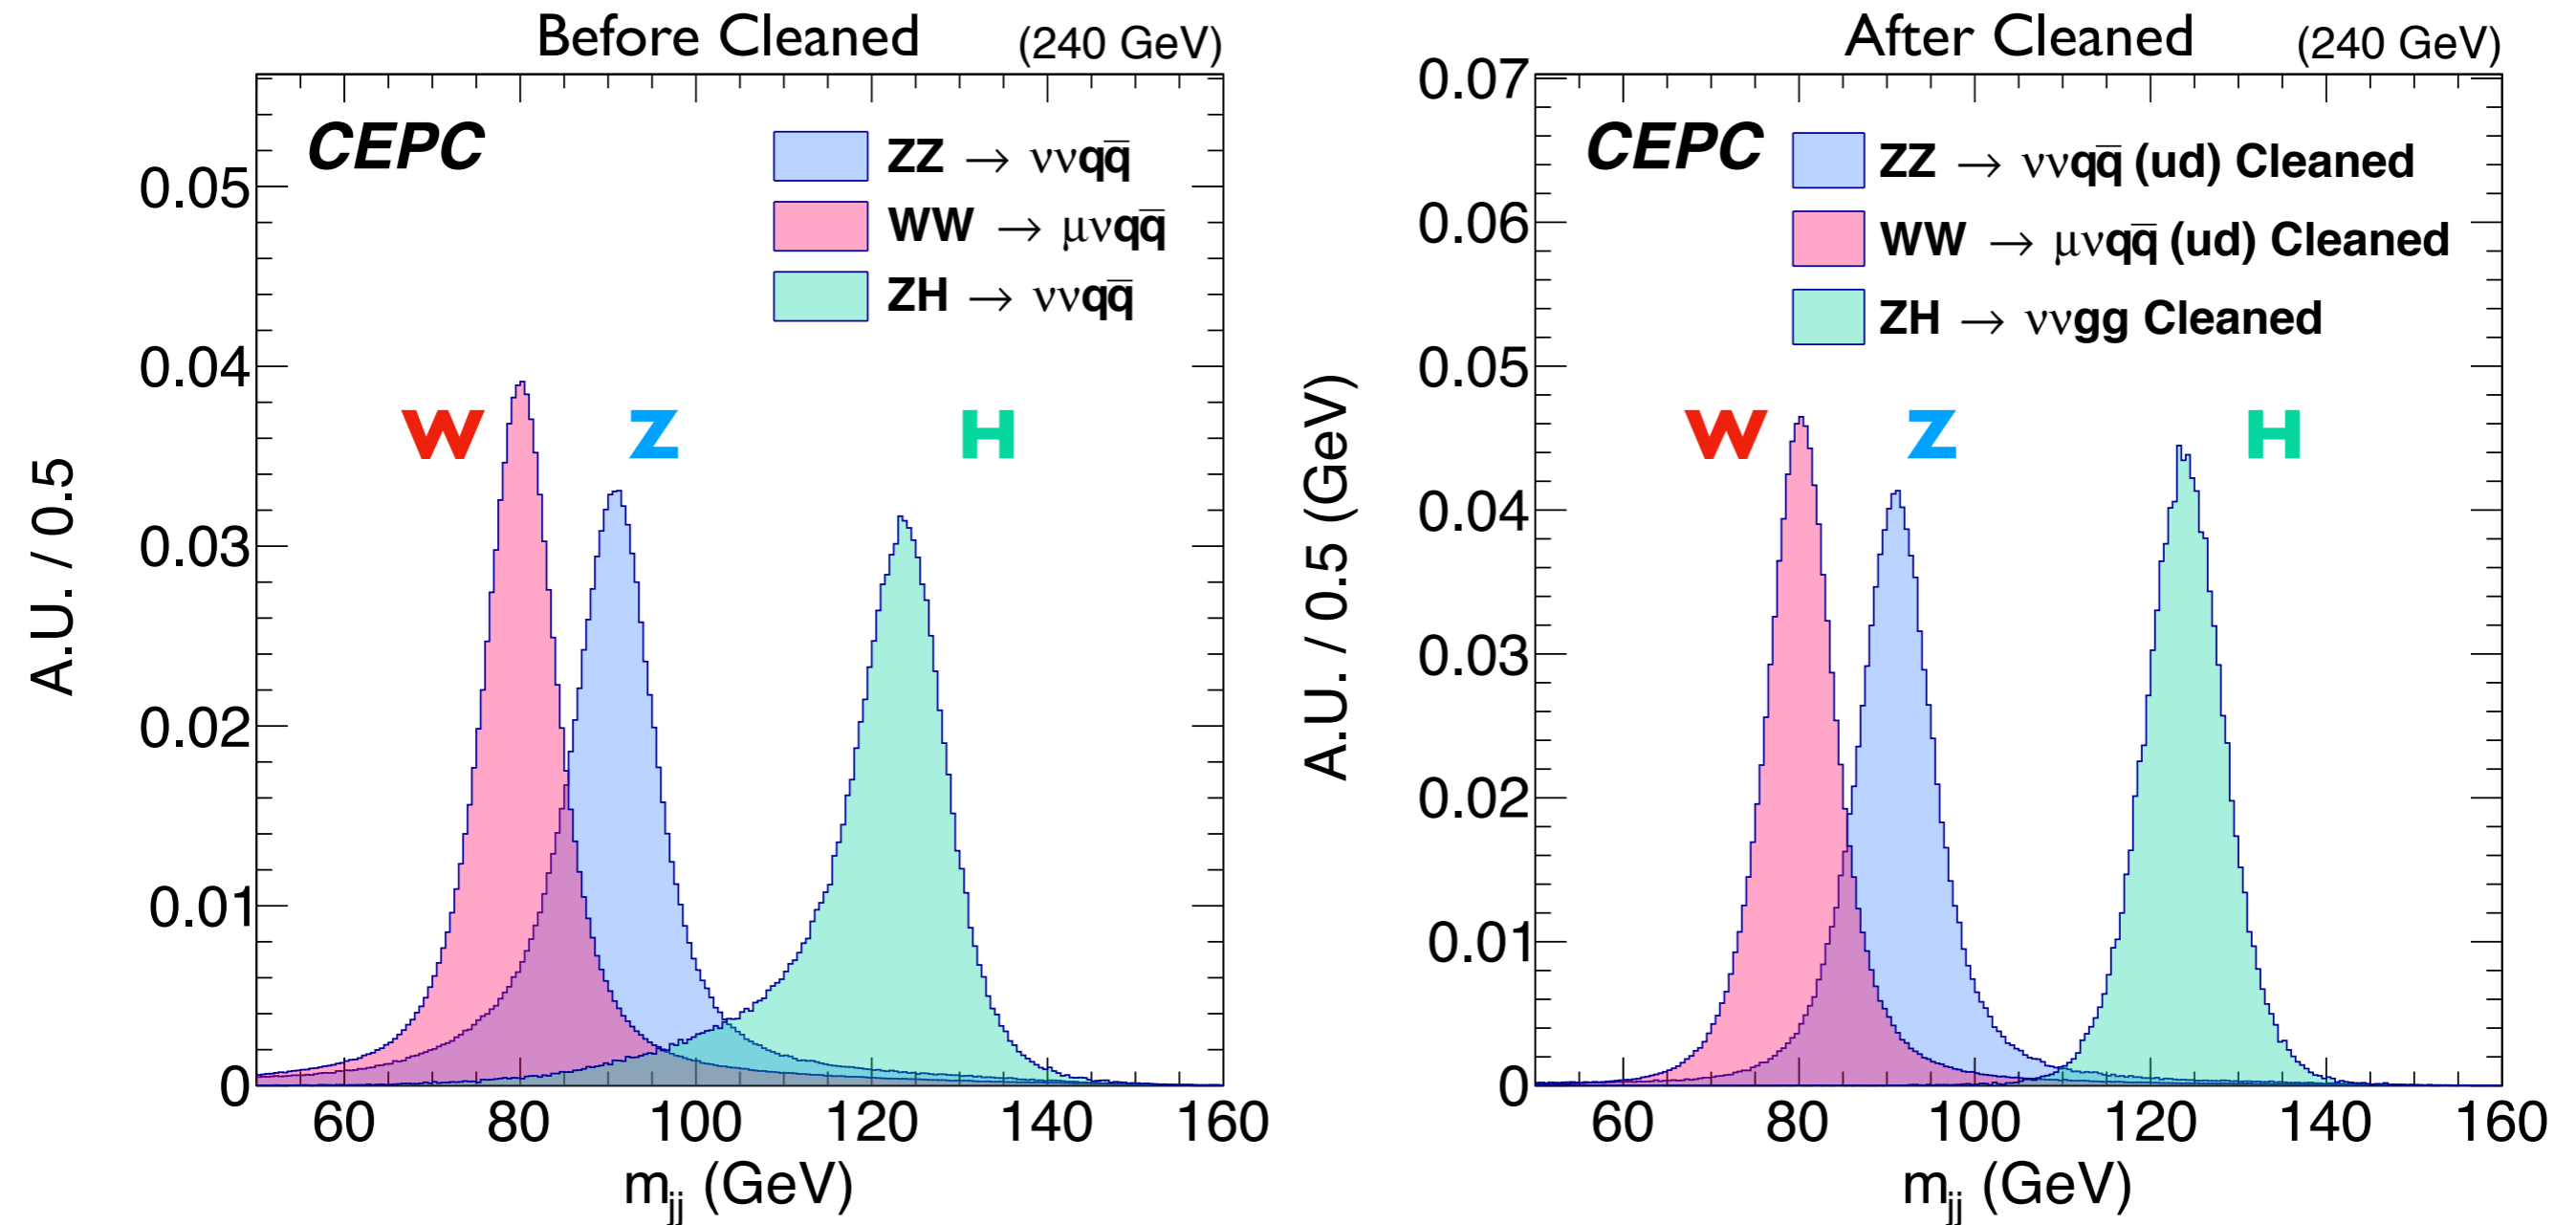 Before Cleaned (240 GeV)
CEPC
ZZ → ννqq̅
WW → μνqq̅
ZH → ννqq̅
W Z H
A.U. / 0.5
0.05
0.04
0.03
0.02
0.01
0
60 80 100 120 140 160
m_jj (GeV)
After Cleaned (240 GeV)
CEPC
ZZ → ννqq̅ (ud) Cleaned
WW → μνqq̅ (ud) Cleaned
ZH → ννgg Cleaned
W Z H
A.U. / 0.5 (GeV)
0.07
0.06
0.05
0.04
0.03
0.02
0.01
0
60 80 100 120 140 160
m_jj (GeV)